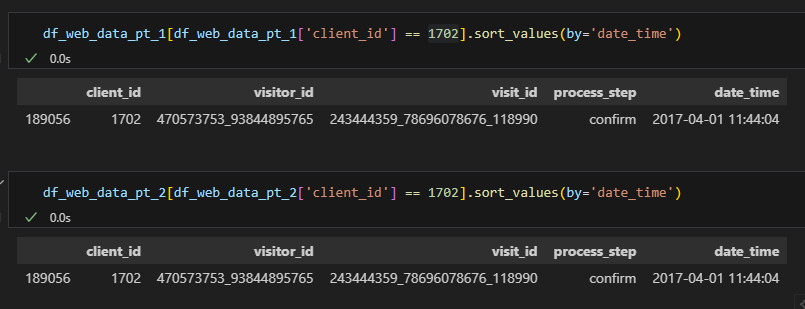 df_web_data_pt_1[df_web_data_pt_1['client_id'] == 1702].sort_values(by='date_time')
0.0s
client_id visitor_id visit_id process_step date_time
189056 1702 470573753_93844895765 243444359_78696078676_118990 confirm 2017-04-01 11:44:04
df_web_data_pt_2[df_web_data_pt_2['client_id'] == 1702].sort_values(by='date_time')
0.0s
client_id visitor_id visit_id process_step date_time
189056 1702 470573753_93844895765 243444359_78696078676_118990 confirm 2017-04-01 11:44:04